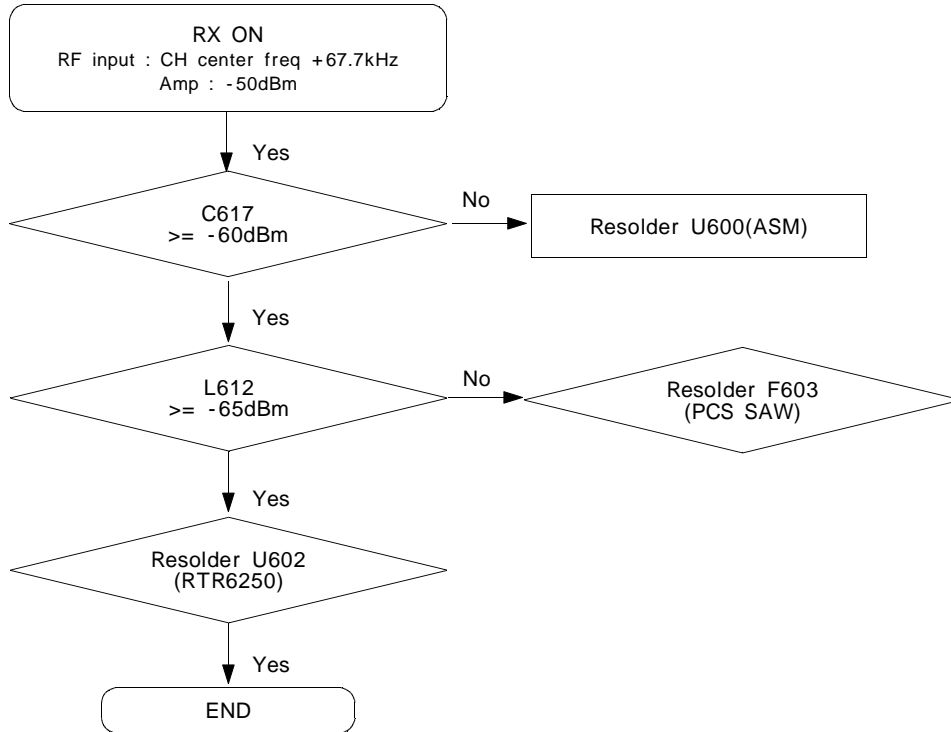 RX ON
RF input : CH center freq +67.7kHz
Amp : -50dBm
Yes
C617
>= -60dBm
No
Resolder U600(ASM)
Yes
L612
>= -65dBm
No
Resolder F603
(PCS SAW)
Yes
Resolder U602
(RTR6250)
Yes
END